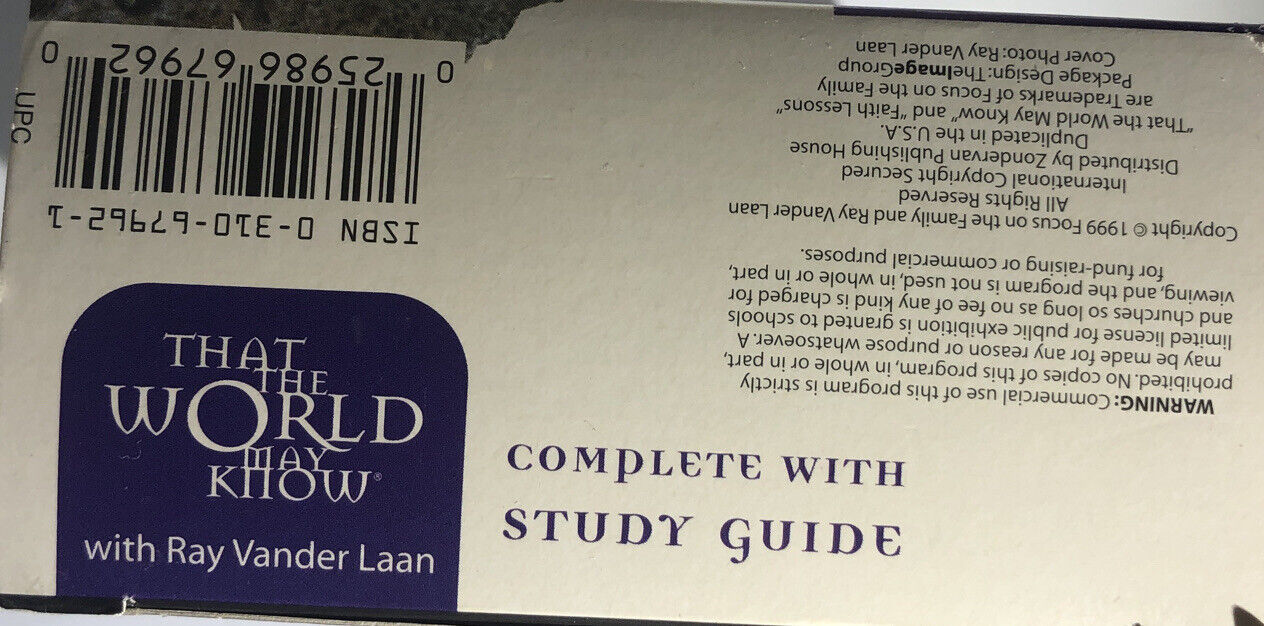 THAT
THE
WORLD
MAY
KNOW®
with Ray Vander Laan
COMPLETE WITH
STUDY GUIDE
WARNING: Commercial use of this program is strictly
prohibited. No copies of this program, in whole or in part,
may be made for any reason or purpose whatsoever. A
limited license for public exhibition is granted to schools
and churches so long as no fee of any kind is charged for
viewing, and the program is not used, in whole or in part,
for fund-raising or commercial purposes.
Copyright © 1999 Focus on the Family and Ray Vander Laan
All Rights Reserved
International Copyright Secured
Distributed by Zondervan Publishing House
Duplicated in the U.S.A.
"That the World May Know" and "Faith Lessons"
are Trademarks of Focus on the Family
Package Design: TheImageGroup
Cover Photo: Ray Vander Laan
ISBN 0-310-67962-1
UPC
0 25986 67962 0